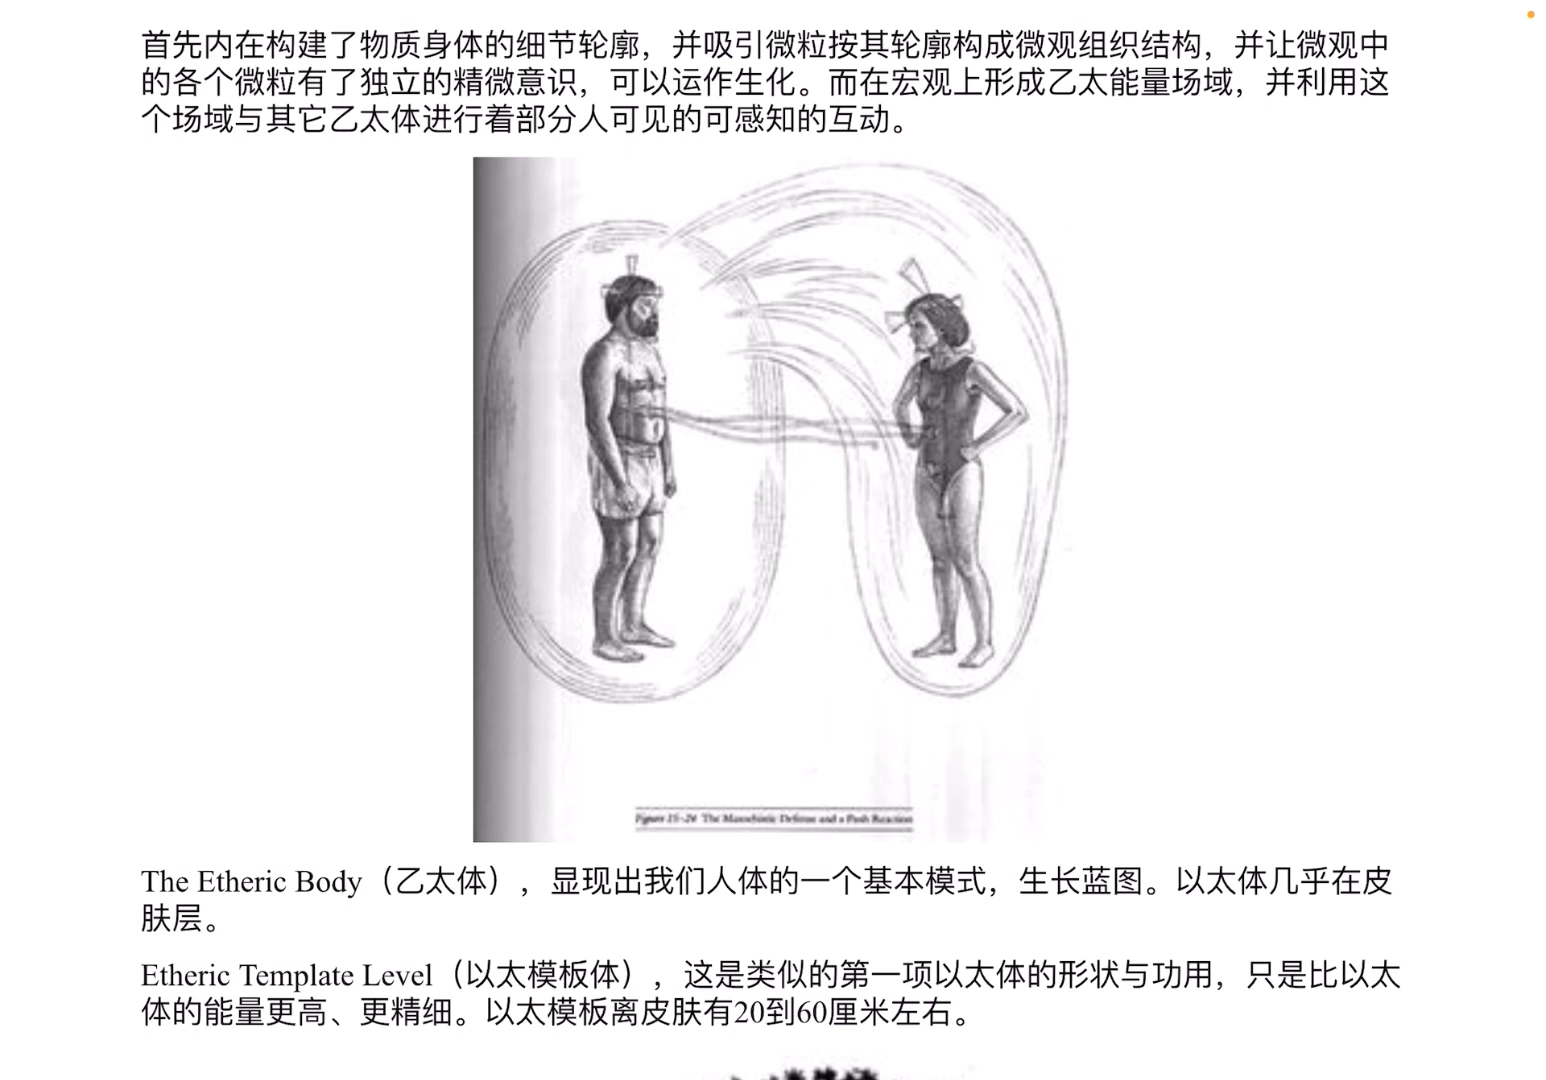 首先内在构建了物质身体的细节轮廓，并吸引微粒按其轮廓构成微观组织结构，并让微观中
的各个微粒有了独立的精微意识，可以运作生化。而在宏观上形成乙太能量场域，并利用这
个场域与其它乙太体进行着部分人可见的可感知的互动。
Figure 15-24 The Masochistic Defense and a Push Reaction
The Etheric Body（乙太体），显现出我们人体的一个基本模式，生长蓝图。以太体几乎在皮
肤层。
Etheric Template Level（以太模板体），这是类似的第一项以太体的形状与功用，只是比以太
体的能量更高、更精细。以太模板离皮肤有20到60厘米左右。